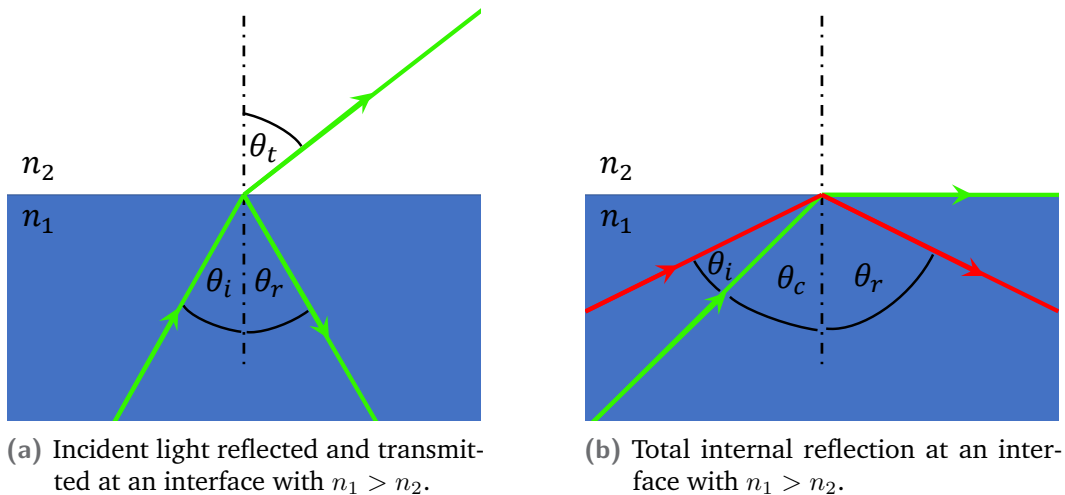 θt
n2
n1
θi
θr
n2
n1
θi
θc
θr
(a) Incident light reflected and transmit-
ted at an interface with n1 > n2.
(b) Total internal reflection at an inter-
face with n1 > n2.